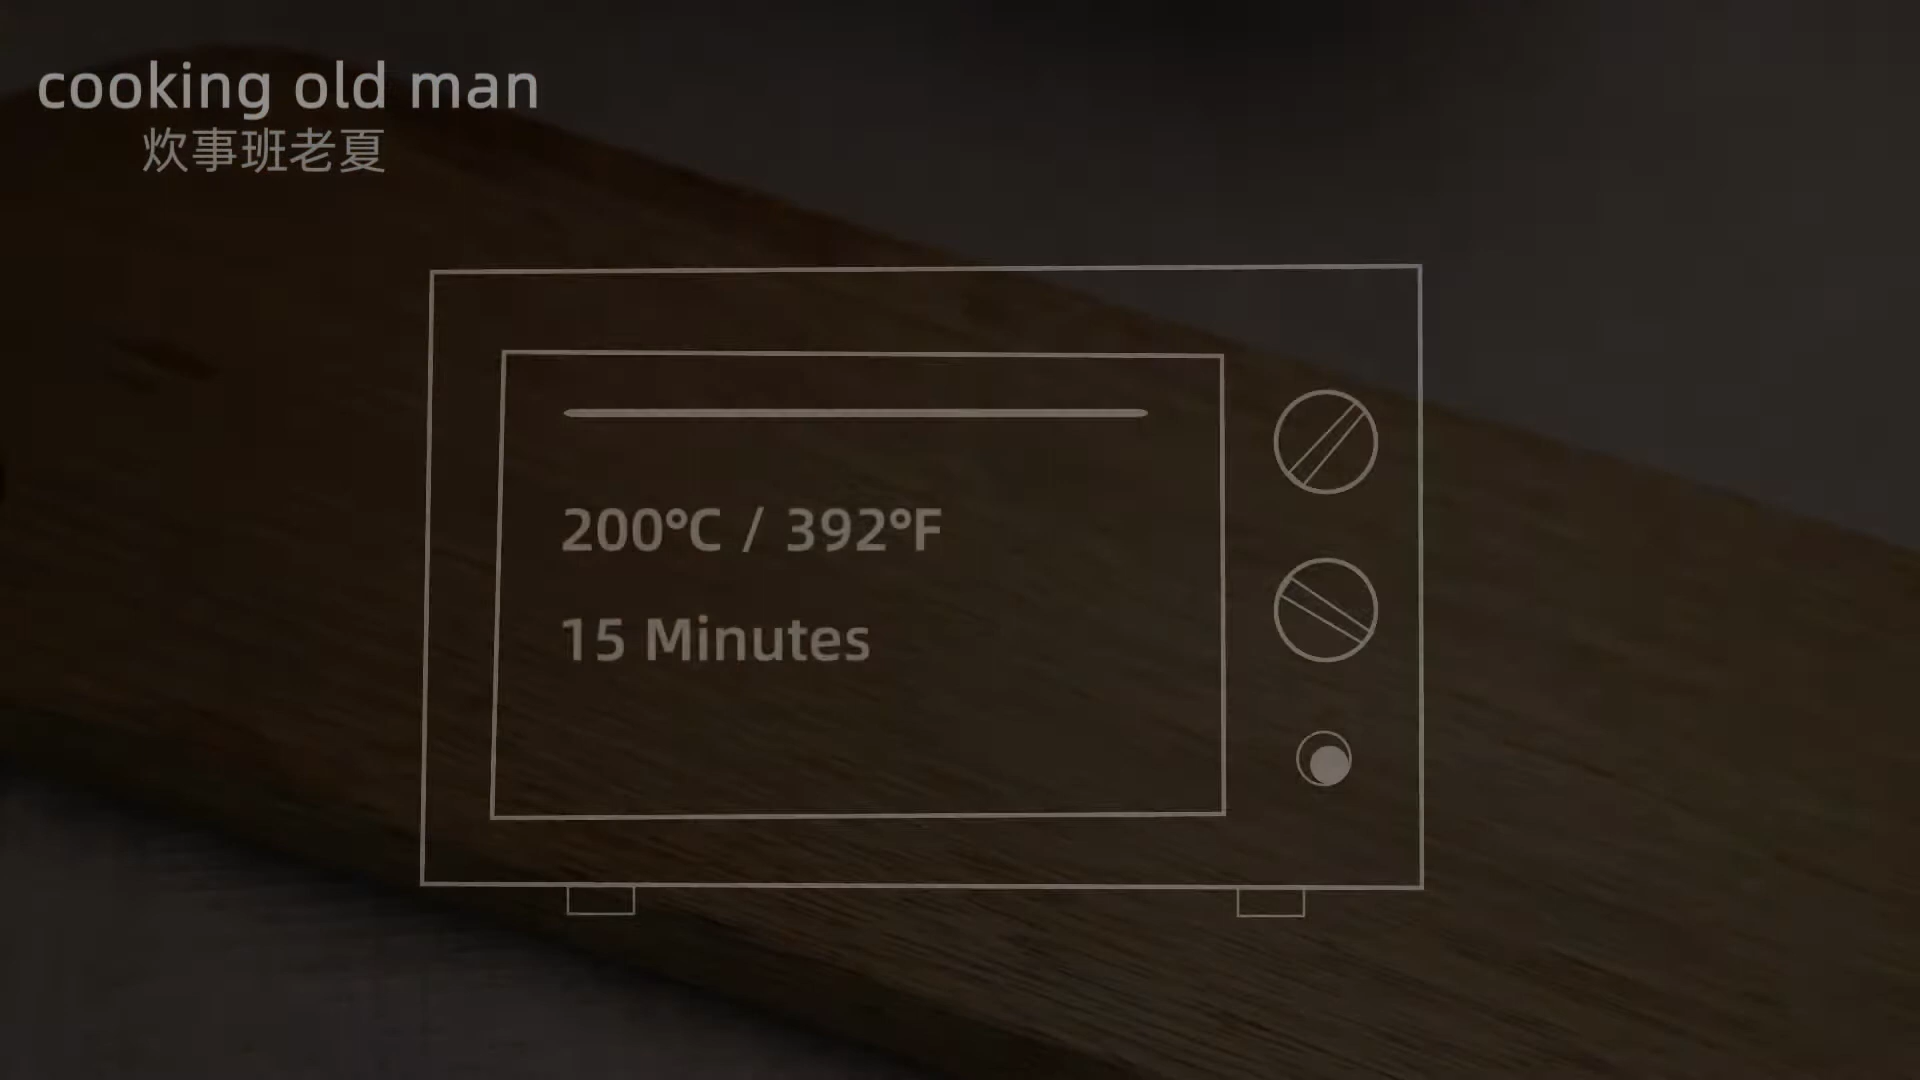 cooking old man
炊事班老夏
200°C / 392°F
15 Minutes